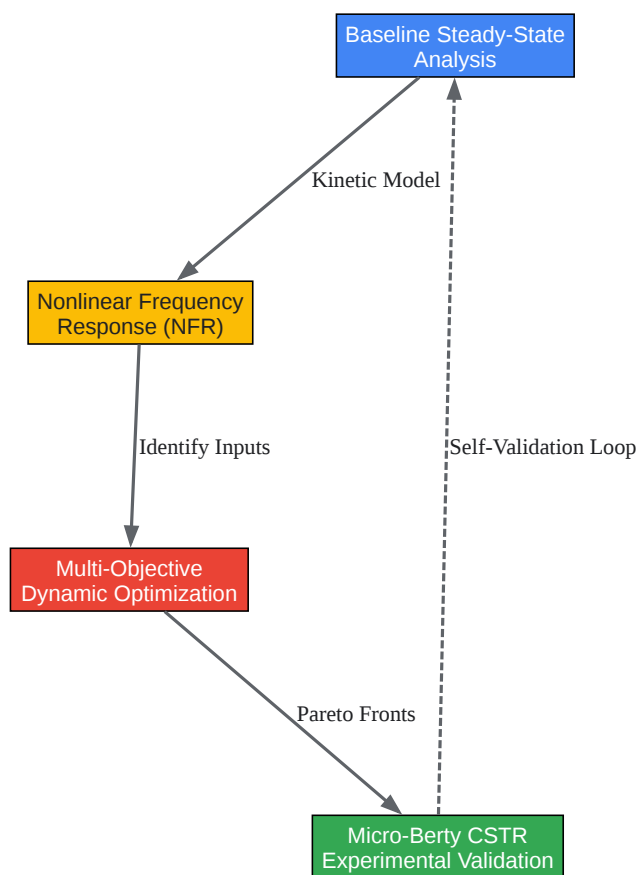 Baseline Steady-State
Analysis
Kinetic Model
Nonlinear Frequency
Response (NFR)
Identify Inputs
Self-Validation Loop
Multi-Objective
Dynamic Optimization
Pareto Fronts
Micro-Berty CSTR
Experimental Validation